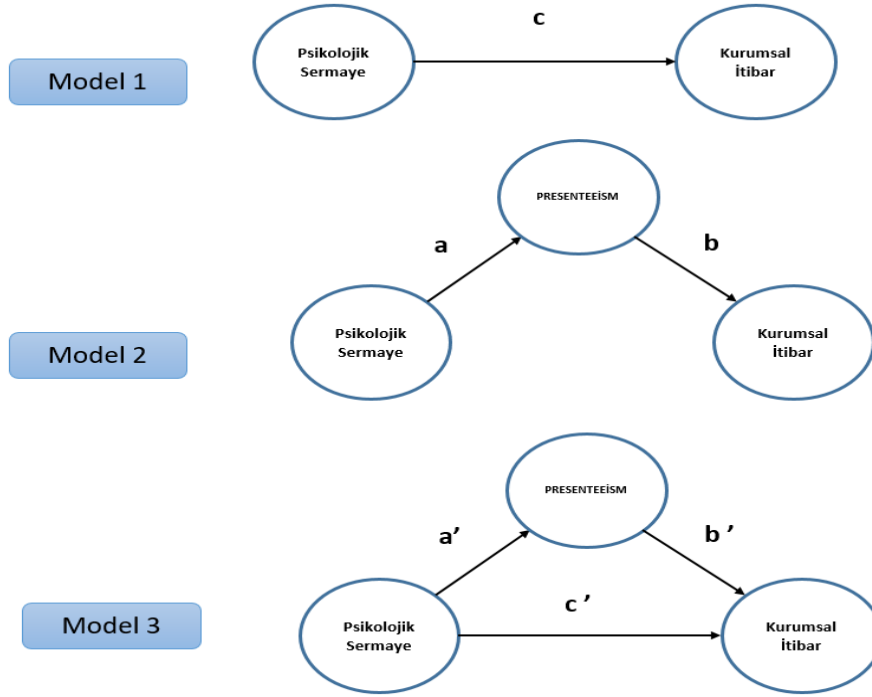 c
Psikolojik
Sermaye
Kurumsal
İtibar
Model 1
PRESENTEEİSM
a
b
Psikolojik
Sermaye
Kurumsal
İtibar
Model 2
PRESENTEEİSM
a’
b ’
c ’
Psikolojik
Sermaye
Kurumsal
İtibar
Model 3